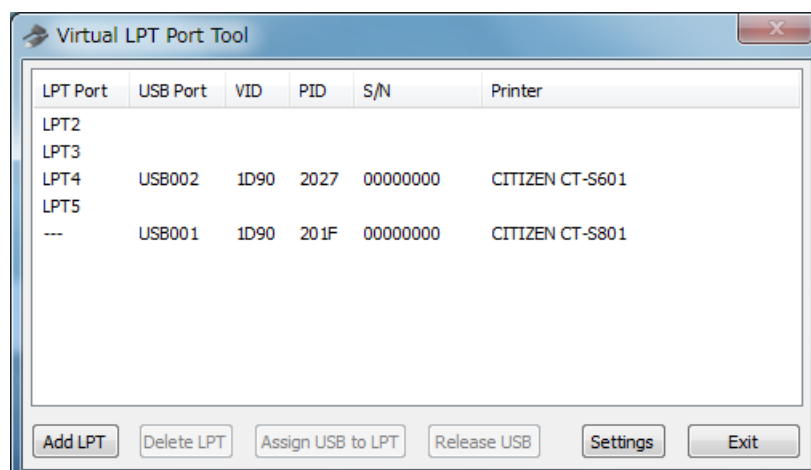 Virtual LPT Port Tool
LPT Port USB Port VID PID S/N Printer
LPT2
LPT3
LPT4 USB002 1D90 2027 00000000 CITIZEN CT-S601
LPT5
--- USB001 1D90 201F 00000000 CITIZEN CT-S801
Add LPT Delete LPT Assign USB to LPT Release USB Settings Exit